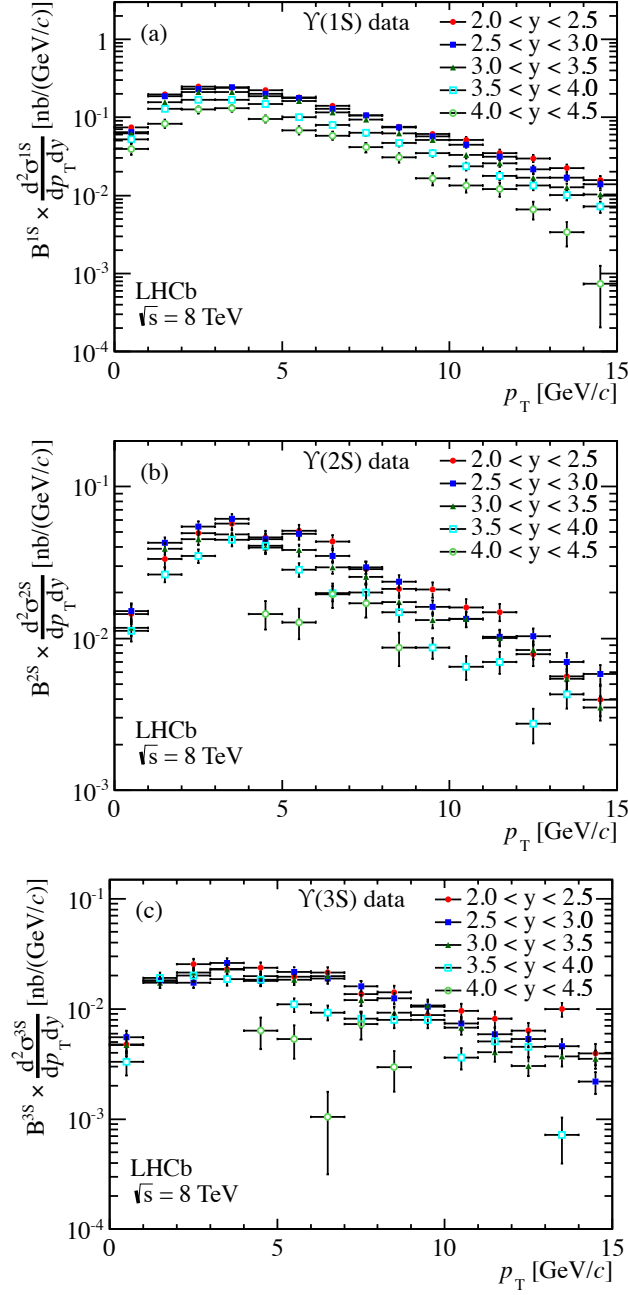 (a)
ϒ(1S) data
2.0 < y < 2.5
2.5 < y < 3.0
3.0 < y < 3.5
3.5 < y < 4.0
4.0 < y < 4.5
B^{1S} × d²σ^{1S}/dp_T dy [nb/(GeV/c)]
1
10⁻¹
10⁻²
10⁻³
10⁻⁴
LHCb
√s = 8 TeV
0 5 10 15
p_T [GeV/c]
(b)
ϒ(2S) data
2.0 < y < 2.5
2.5 < y < 3.0
3.0 < y < 3.5
3.5 < y < 4.0
4.0 < y < 4.5
B^{2S} × d²σ^{2S}/dp_T dy [nb/(GeV/c)]
10⁻¹
10⁻²
10⁻³
LHCb
√s = 8 TeV
0 5 10 15
p_T [GeV/c]
(c)
ϒ(3S) data
2.0 < y < 2.5
2.5 < y < 3.0
3.0 < y < 3.5
3.5 < y < 4.0
4.0 < y < 4.5
B^{3S} × d²σ^{3S}/dp_T dy [nb/(GeV/c)]
10⁻¹
10⁻²
10⁻³
10⁻⁴
LHCb
√s = 8 TeV
0 5 10 15
p_T [GeV/c]